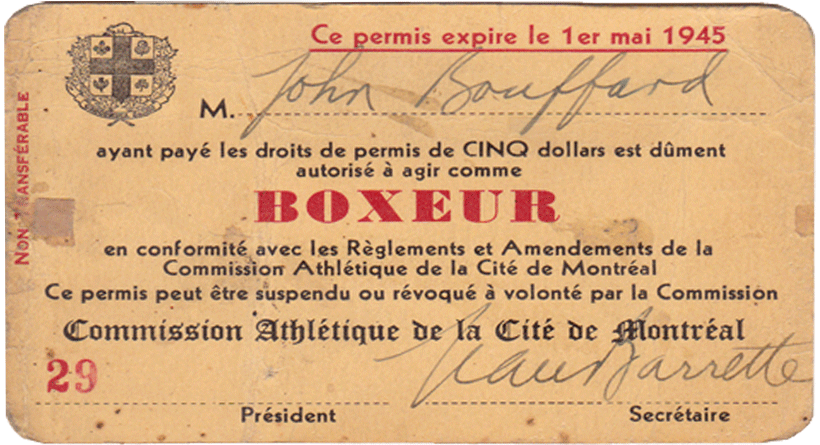 Ce permis expire le 1er mai 1945
M. John Bouffard
NON TRANSFÉRABLE
ayant payé les droits de permis de CINQ dollars est dûment
autorisé à agir comme
BOXEUR
en conformité avec les Règlements et Amendements de la
Commission Athlétique de la Cité de Montréal
Ce permis peut être suspendu ou révoqué à volonté par la Commission
Commission Athlétique de la Cité de Montréal
29
Barrette
Président Secrétaire